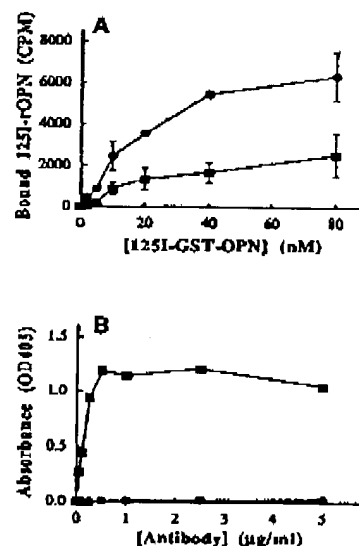 A
Bound 125I-rOPN (CPM)
8000
6000
4000
2000
0
0 20 40 60 80
[125I-GST-OPN] (nM)
B
Absorbance (OD405)
1.5
1.0
0.5
0.0
0 1 2 3 4 5
[Antibody] (µg/ml)